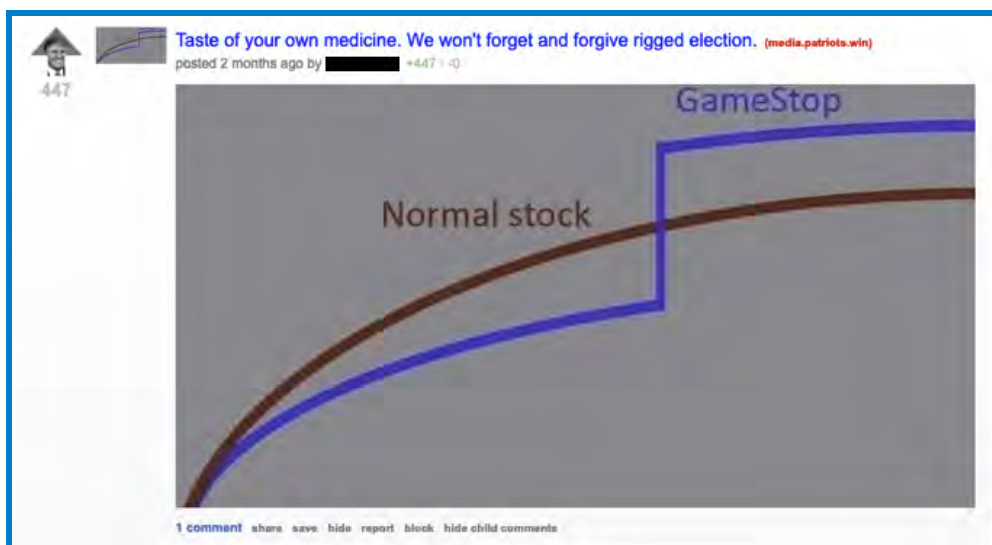 Taste of your own medicine. We won't forget and forgive rigged election. (media.patriots.win)
posted 2 months ago by +447 / -0
447
GameStop
Normal stock
1 comment share save hide report block hide child comments